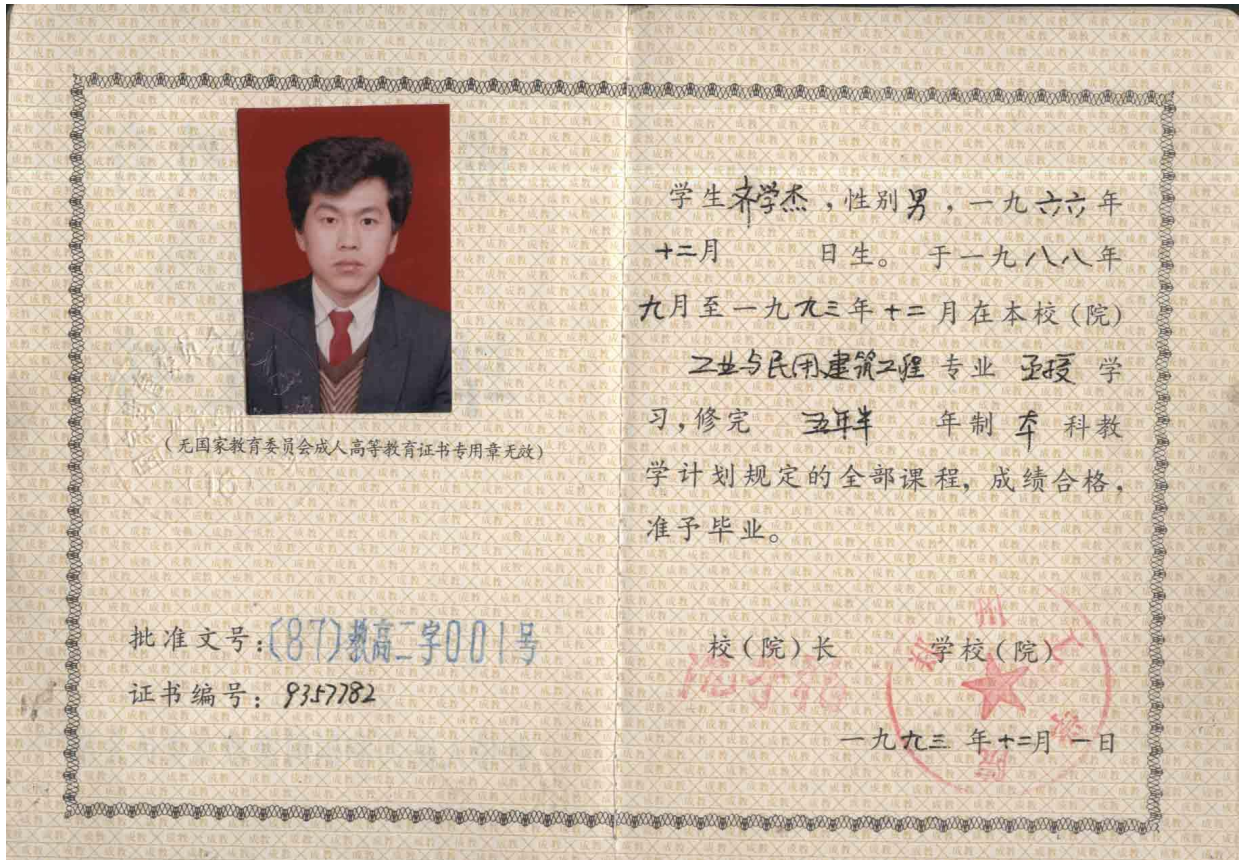 (无国家教育委员会成人高等教育证书专用章无效)
批准文号:(87)教高二字001号
证书编号:9357782
学生齐学杰,性别男,一九六六年
十二月 日生。于一九八八年
九月至一九九三年十二月在本校(院)
工业与民用建筑工程专业函授学
习,修完 五年半 年制 本 科教
学计划规定的全部课程,成绩合格,
准予毕业。
校(院)长 学校(院)
一九九三年十二月一日